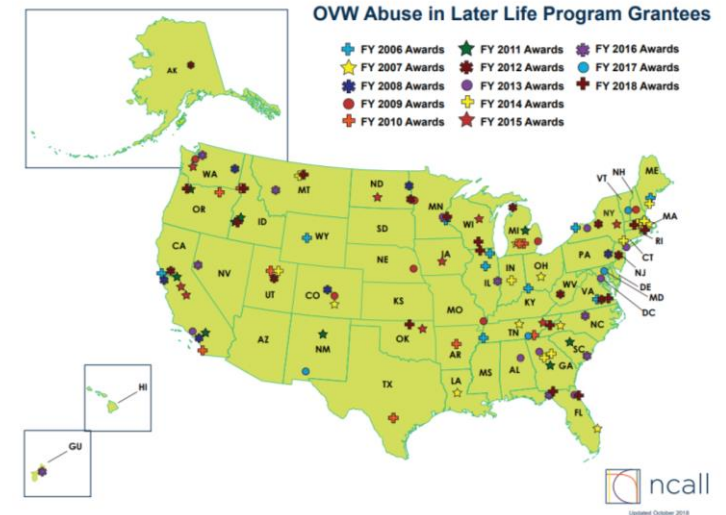 OVW Abuse in Later Life Program Grantees
FY 2006 Awards
FY 2007 Awards
FY 2008 Awards
FY 2009 Awards
FY 2010 Awards
FY 2011 Awards
FY 2012 Awards
FY 2013 Awards
FY 2014 Awards
FY 2015 Awards
FY 2016 Awards
FY 2017 Awards
FY 2018 Awards
AK
WA
OR
CA
NV
ID
MT
WY
UT
AZ
CO
NM
ND
SD
NE
KS
OK
TX
MN
IA
MO
AR
LA
WI
IL
MI
IN
OH
KY
TN
MS
AL
GA
FL
SC
NC
VA
WV
PA
NY
VT
NH
ME
MA
RI
CT
NJ
DE
MD
DC
HI
GU
ncall
Updated October 2018